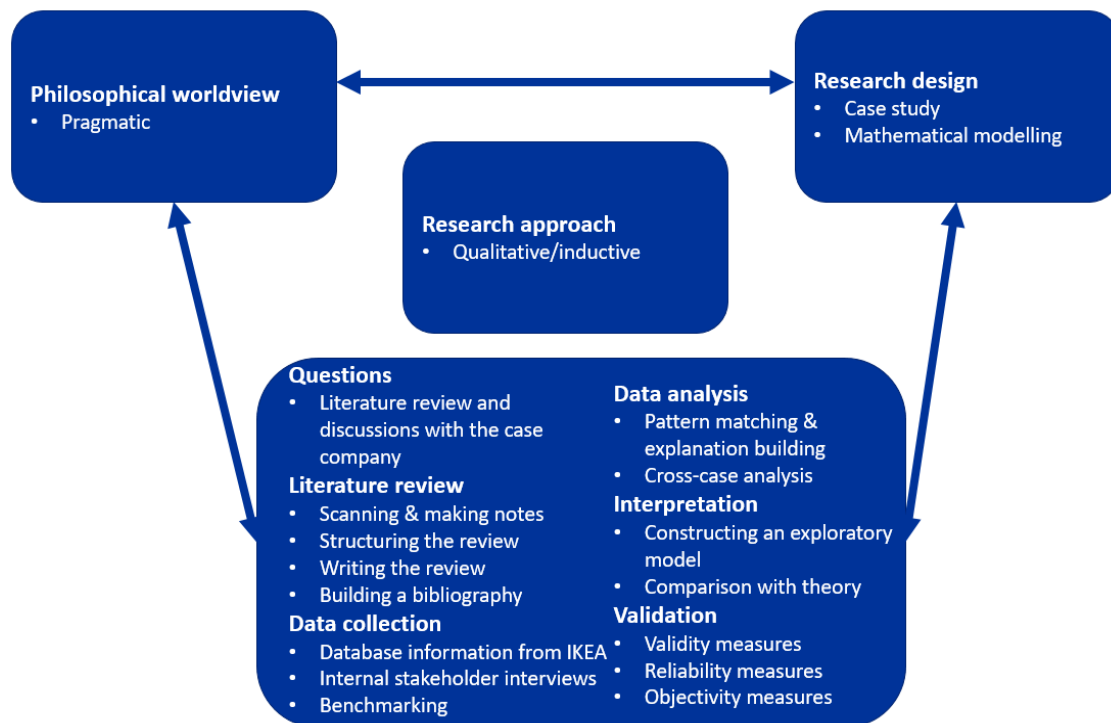 Philosophical worldview
• Pragmatic
Research design
• Case study
• Mathematical modelling
Research approach
• Qualitative/inductive
Questions
• Literature review and
discussions with the case
company
Literature review
• Scanning & making notes
• Structuring the review
• Writing the review
• Building a bibliography
Data collection
• Database information from IKEA
• Internal stakeholder interviews
• Benchmarking
Data analysis
• Pattern matching &
explanation building
• Cross-case analysis
Interpretation
• Constructing an exploratory
model
• Comparison with theory
Validation
• Validity measures
• Reliability measures
• Objectivity measures